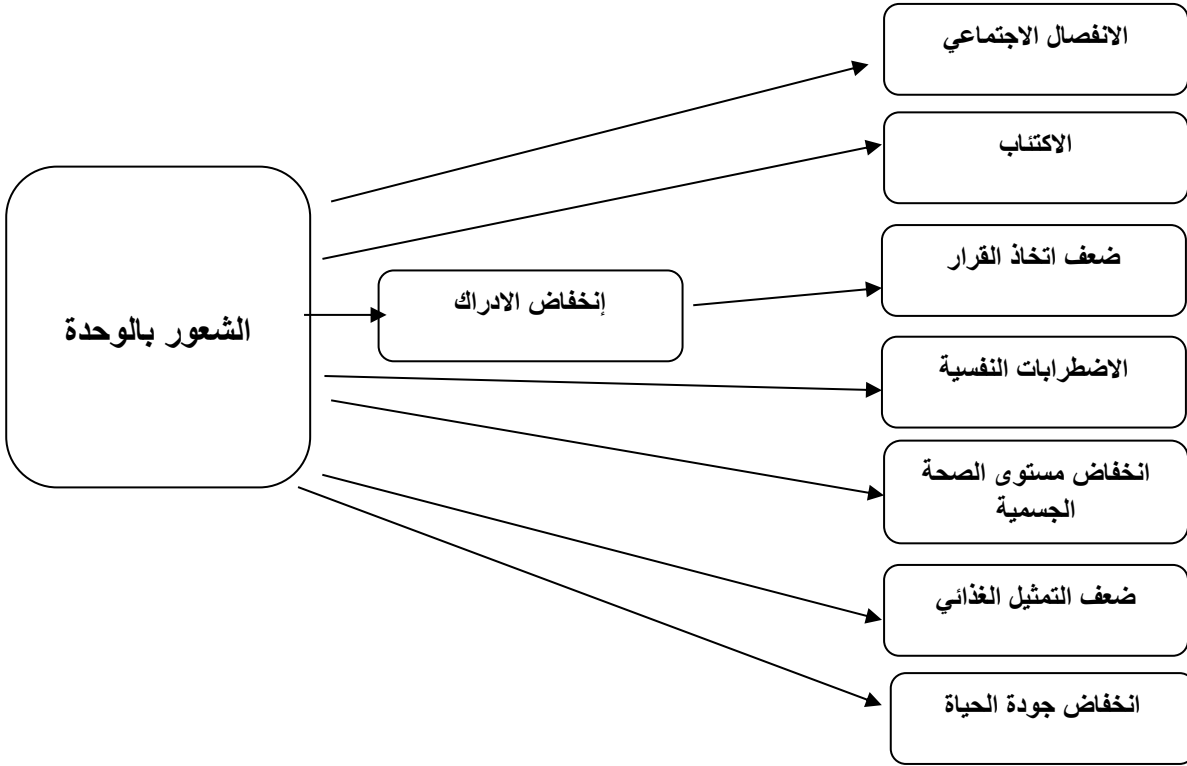 الانفصال الاجتماعي
الاكتئاب
ضعف اتخاذ القرار
إنخفاض الادراك
الشعور بالوحدة
الاضطرابات النفسية
انخفاض مستوى الصحة
الجسمية
ضعف التمثيل الغذائي
انخفاض جودة الحياة